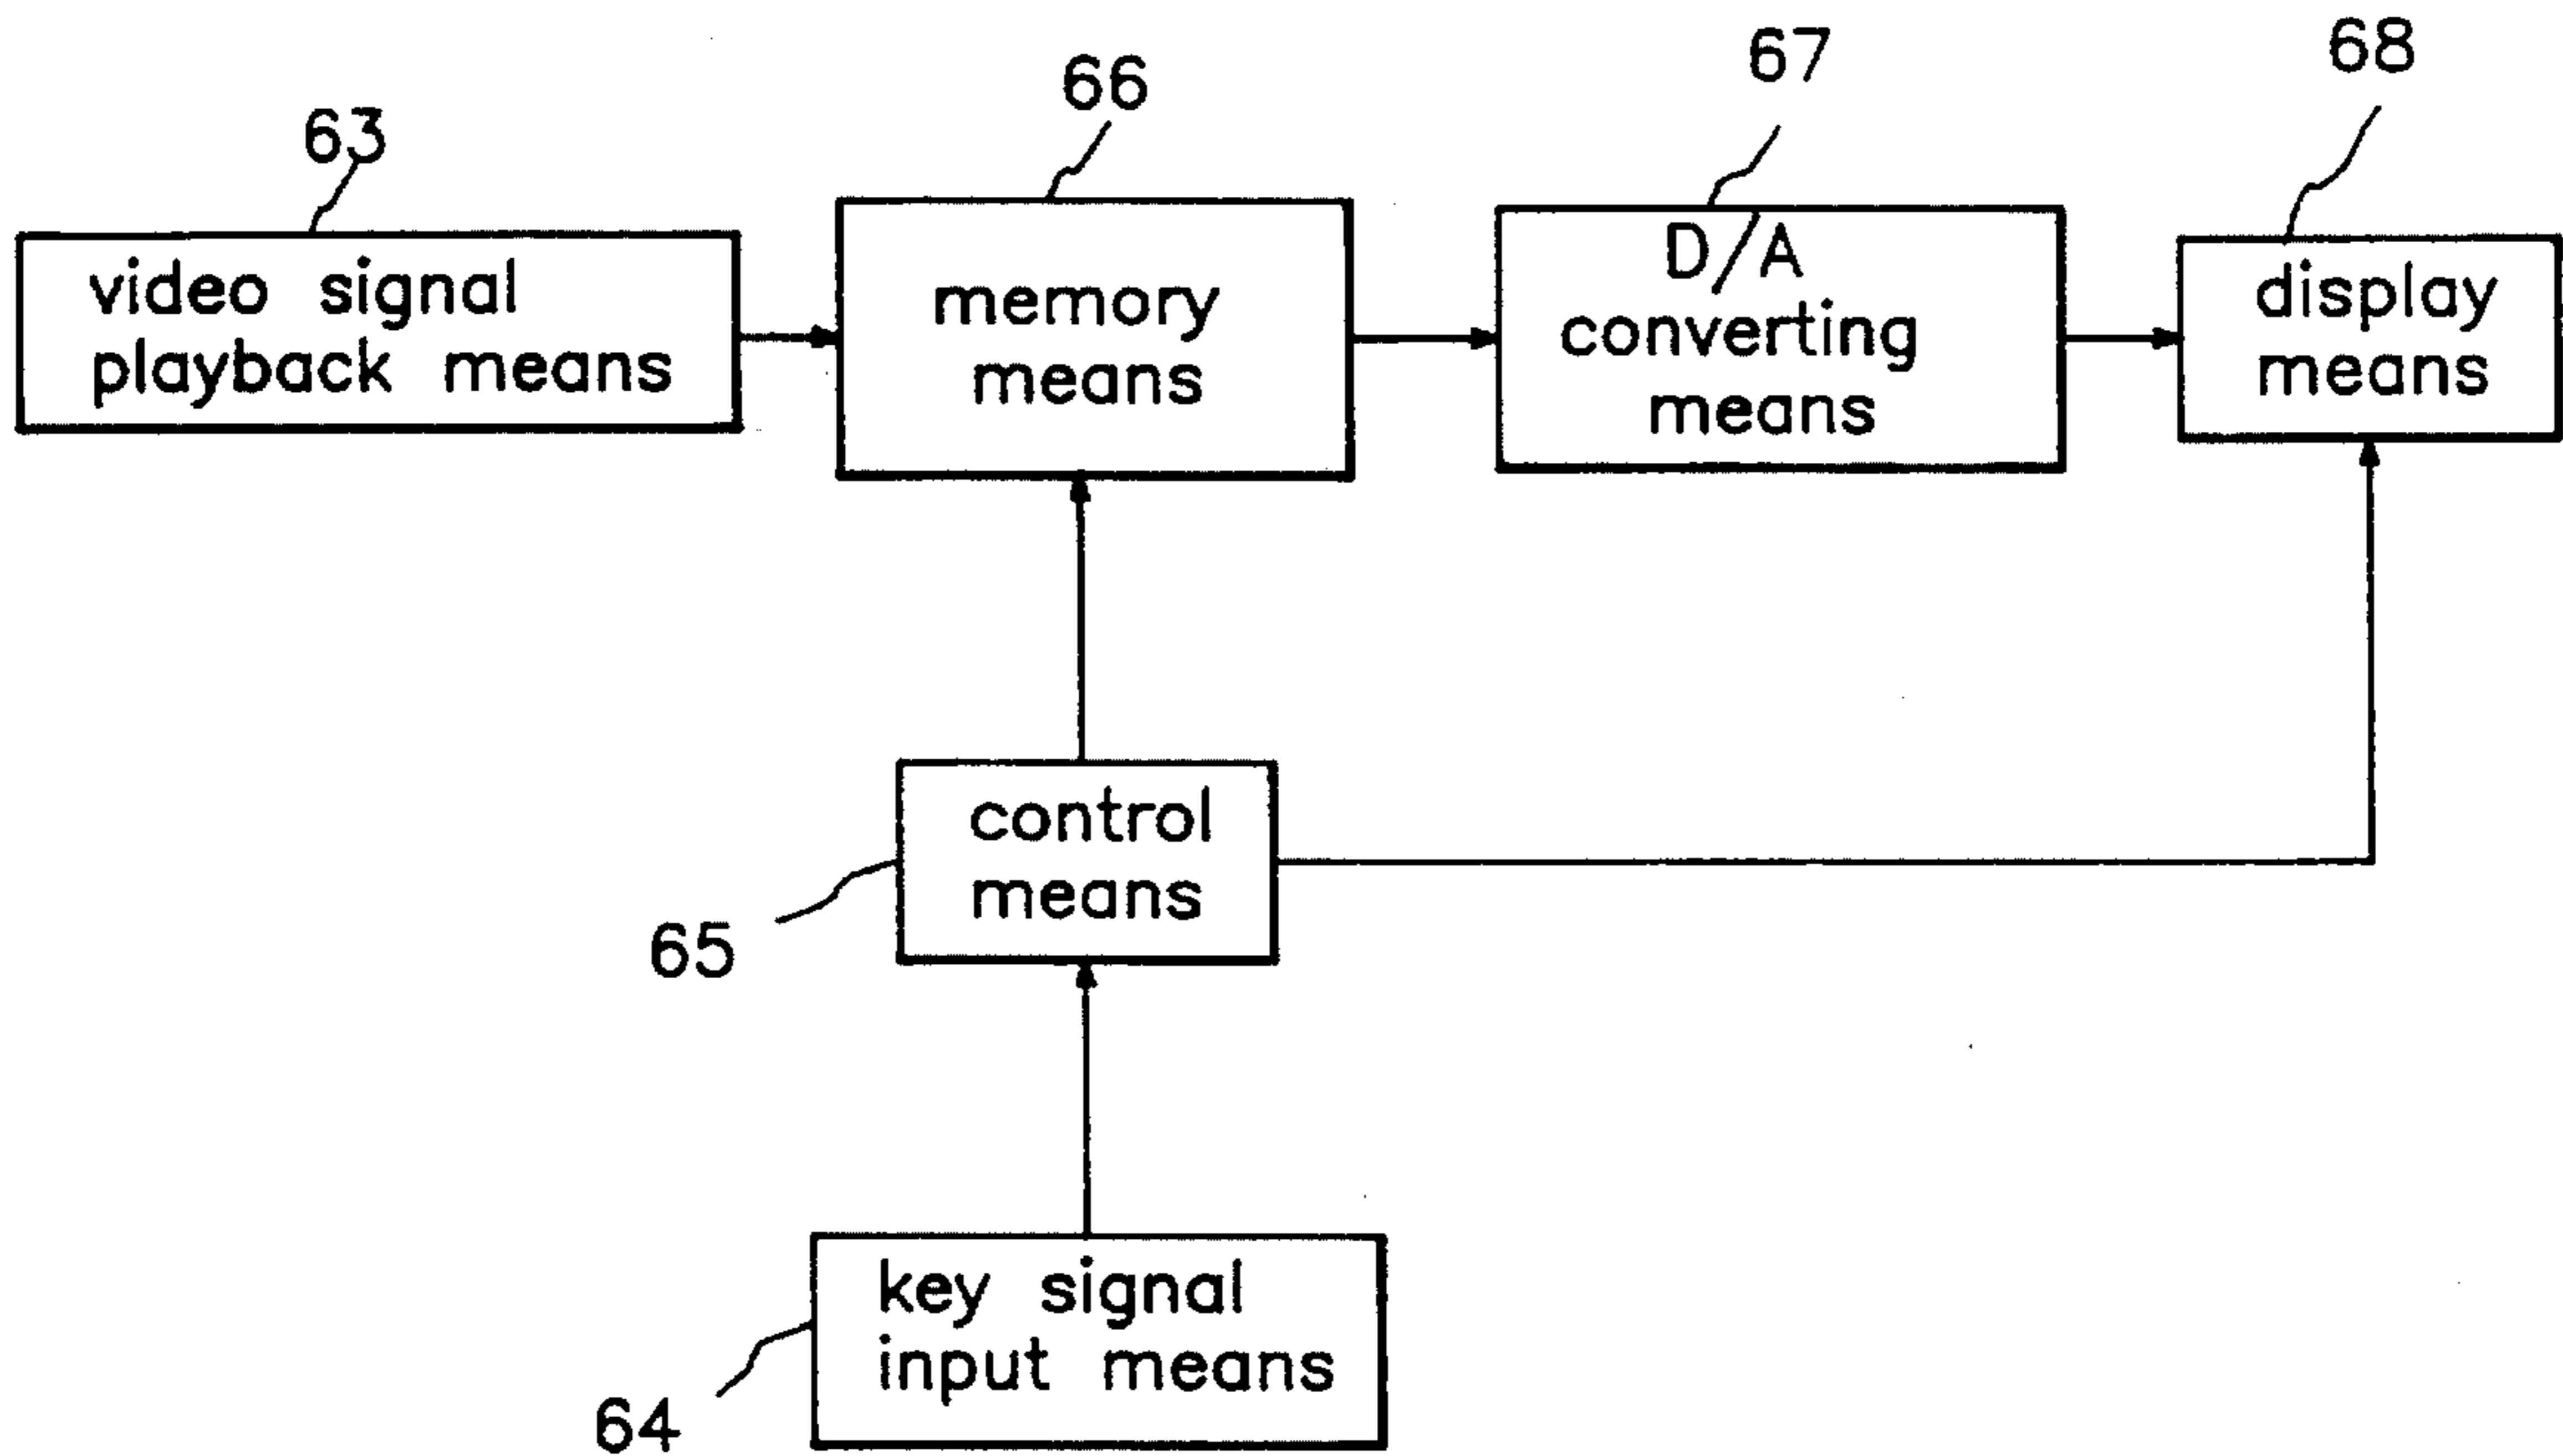 63
video signal
playback means
66
memory
means
67
D/A
converting
means
68
display
means
65
control
means
64
key signal
input means